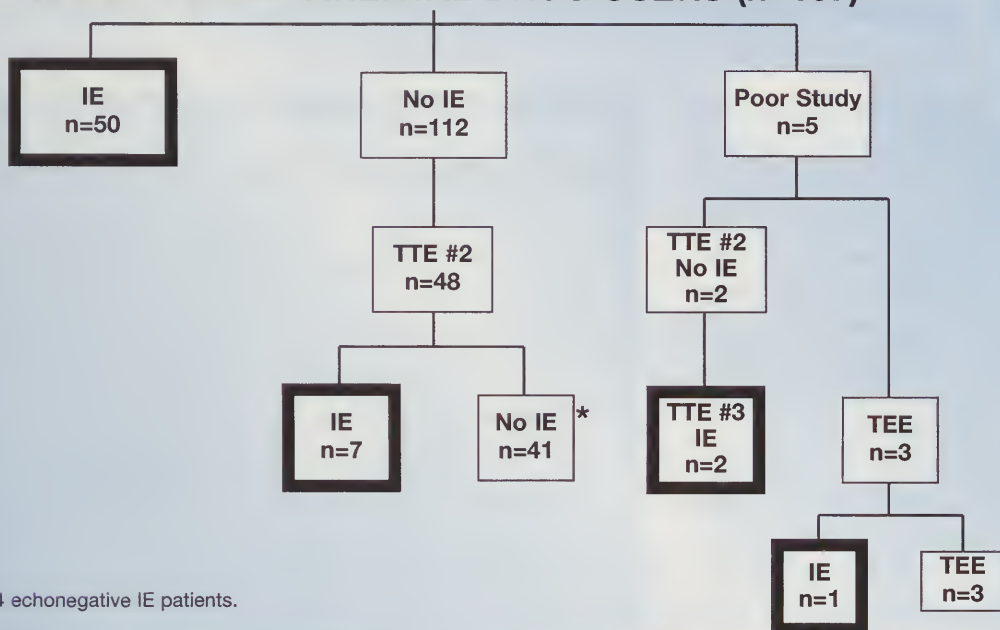 IE
n=50
No IE
n=112
Poor Study
n=5
TTE #2
n=48
TTE #2
No IE
n=2
IE
n=7
No IE
n=41
*
TTE #3
IE
n=2
TEE
n=3
IE
n=1
TEE
n=3
4 echonegative IE patients.